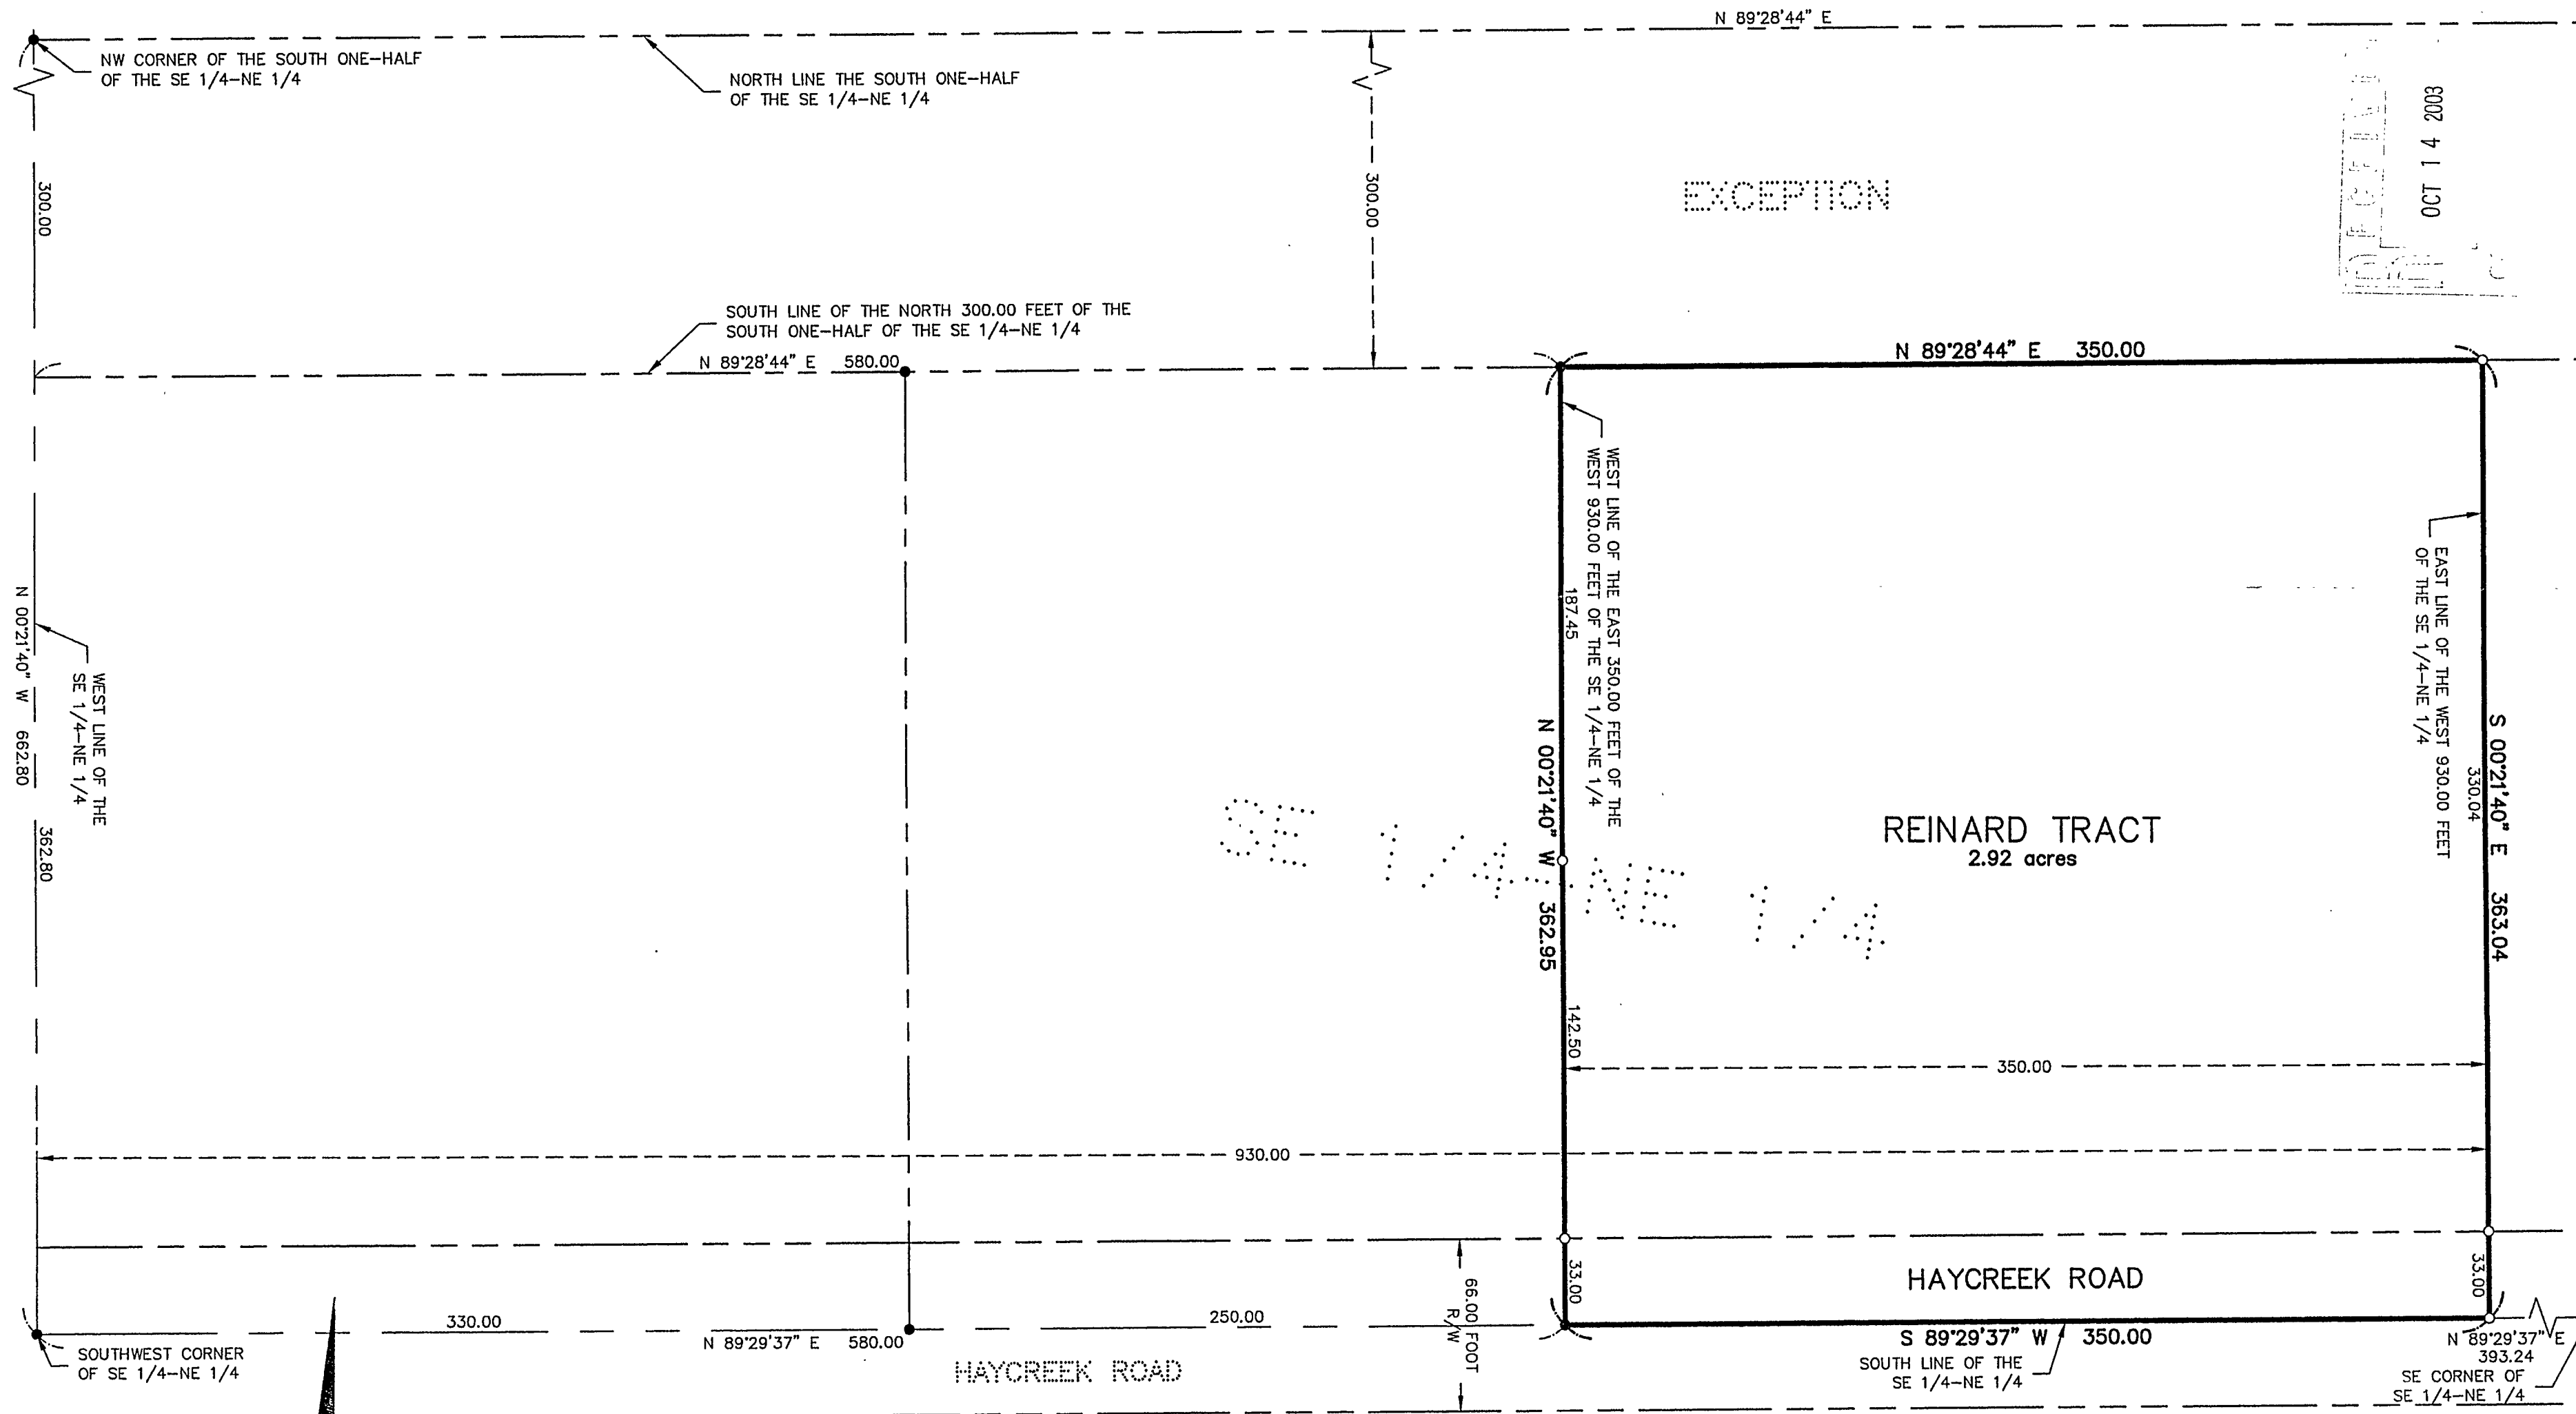 N 89°28'44" E
NW CORNER OF THE SOUTH ONE-HALF
OF THE SE 1/4-NE 1/4
NORTH LINE THE SOUTH ONE-HALF
OF THE SE 1/4-NE 1/4
300.00
300.00
EXCEPTION
OCT 14 2003
SOUTH LINE OF THE NORTH 300.00 FEET OF THE
SOUTH ONE-HALF OF THE SE 1/4-NE 1/4
N 89°28'44" E 580.00
N 89°28'44" E 350.00
WEST LINE OF THE EAST 350.00 FEET OF THE
WEST 930.00 FEET OF THE SE 1/4-NE 1/4
187.45
N 00°21'40" W 362.95
142.50
EAST LINE OF THE WEST 930.00 FEET
OF THE SE 1/4-NE 1/4
330.04
S 00°21'40" E 363.04
N 00°21'40" W 662.80
WEST LINE OF THE
SE 1/4-NE 1/4
362.80
SE 1/4-NE 1/4
REINARD TRACT
2.92 acres
350.00
930.00
66.00 FOOT
R/W
33.00
HAYCREEK ROAD
33.00
330.00
N 89°29'37" E 580.00
250.00
S 89°29'37" W 350.00
SOUTH LINE OF THE
SE 1/4-NE 1/4
N 89°29'37" E
393.24
SE CORNER OF
SE 1/4-NE 1/4
SOUTHWEST CORNER
OF SE 1/4-NE 1/4
HAYCREEK ROAD